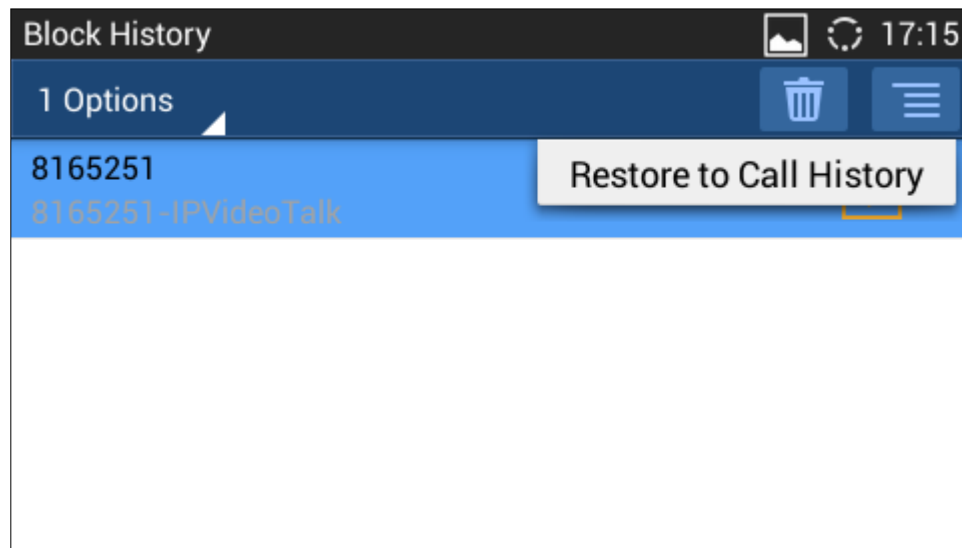 Block History 17:15
1 Options
8165251
Restore to Call History
8165251-IPVideoTalk